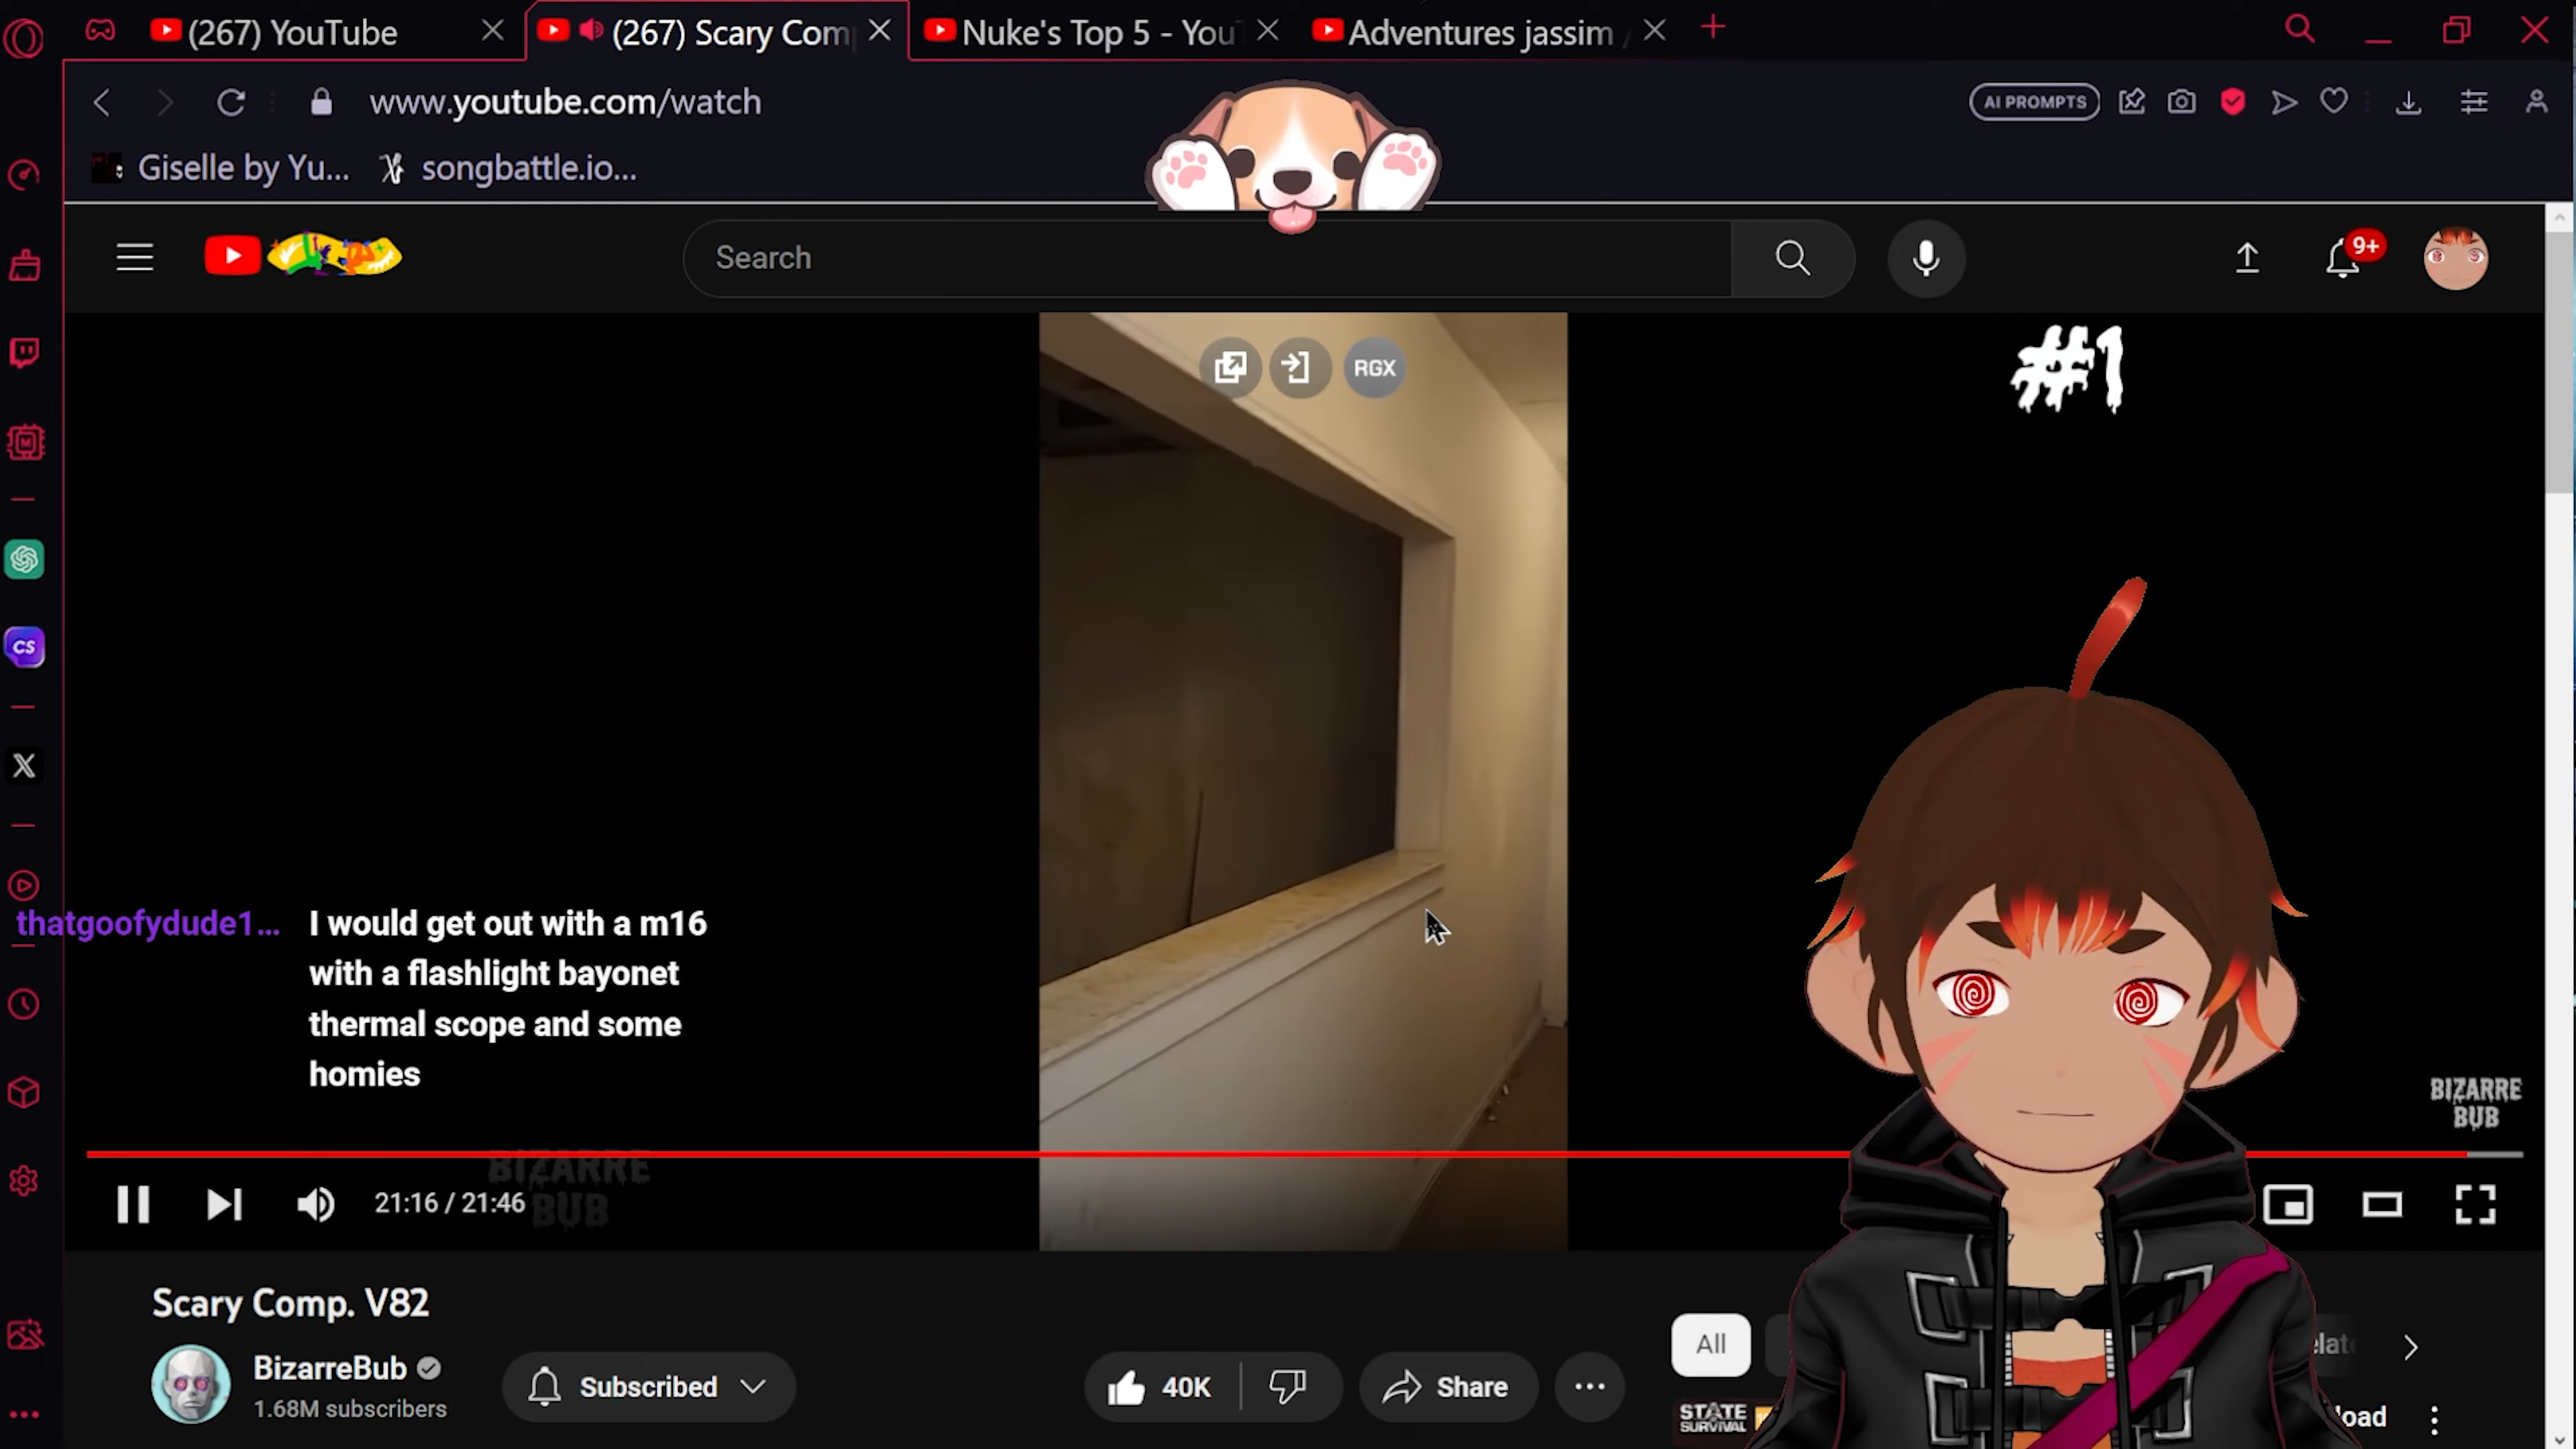 (267) YouTube
(267) Scary Com
Nuke's Top 5 - You
Adventures jassim
www.youtube.com/watch
AI PROMPTS
Giselle by Yu...
songbattle.io...
Search
9+
RGX
#1
CS
X
thatgoofydude1... I would get out with a m16
with a flashlight bayonet
thermal scope and some
homies
BIZARRE
BUB
BIZARRE
BUB
21:16 / 21:46
Scary Comp. V82
All
BizarreBub
1.68M subscribers
Subscribed
40K
Share
STATE
SURVIVAL